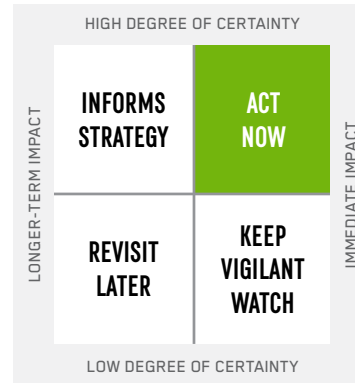 HIGH DEGREE OF CERTAINTY
LONGER-TERM IMPACT
INFORMS
STRATEGY
ACT
NOW
IMMEDIATE IMPACT
REVISIT
LATER
KEEP
VIGILANT
WATCH
LOW DEGREE OF CERTAINTY